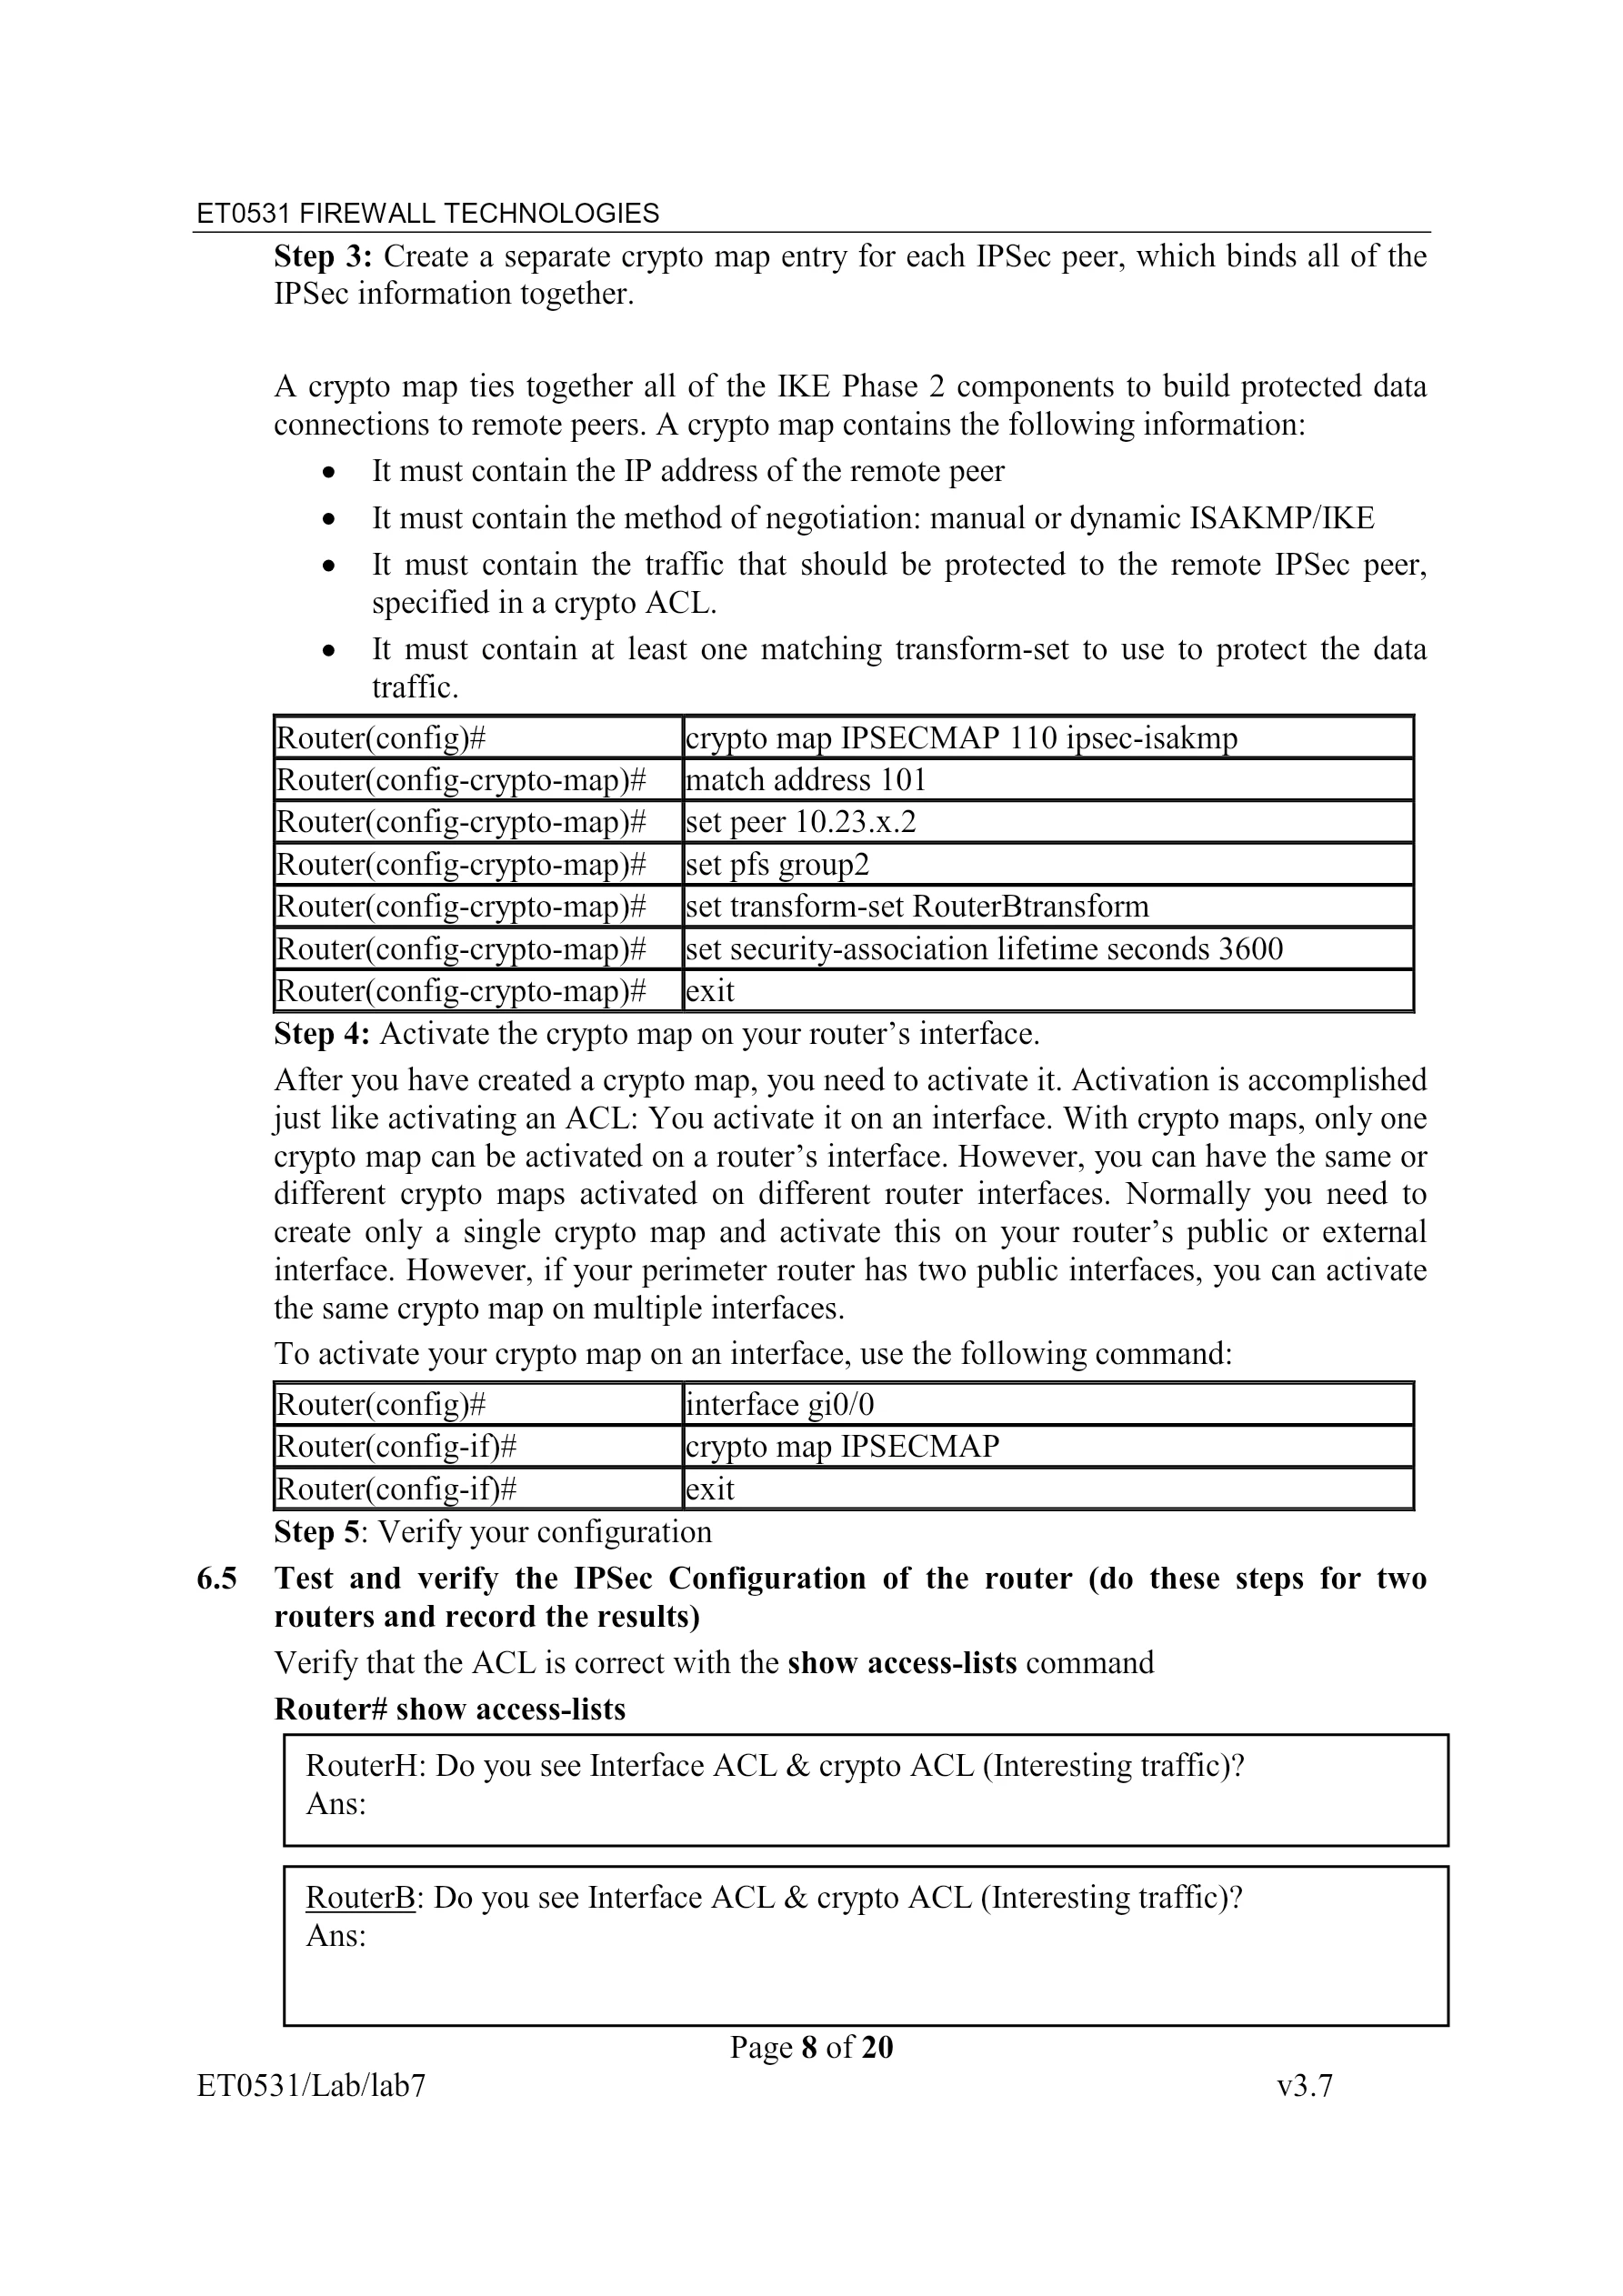 ET0531 FIREWALL TECHNOLOGIES
Step 3: Create a separate crypto map entry for each IPSec peer, which binds all of the
IPSec information together.
A crypto map ties together all of the IKE Phase 2 components to build protected data
connections to remote peers. A crypto map contains the following information:
• It must contain the IP address of the remote peer
• It must contain the method of negotiation: manual or dynamic ISAKMP/IKE
• It must contain the traffic that should be protected to the remote IPSec peer,
specified in a crypto ACL.
• It must contain at least one matching transform-set to use to protect the data
traffic.
Router(config)# crypto map IPSECMAP 110 ipsec-isakmp
Router(config-crypto-map)# match address 101
Router(config-crypto-map)# set peer 10.23.x.2
Router(config-crypto-map)# set pfs group2
Router(config-crypto-map)# set transform-set RouterBtransform
Router(config-crypto-map)# set security-association lifetime seconds 3600
Router(config-crypto-map)# exit
Step 4: Activate the crypto map on your router’s interface.
After you have created a crypto map, you need to activate it. Activation is accomplished
just like activating an ACL: You activate it on an interface. With crypto maps, only one
crypto map can be activated on a router’s interface. However, you can have the same or
different crypto maps activated on different router interfaces. Normally you need to
create only a single crypto map and activate this on your router’s public or external
interface. However, if your perimeter router has two public interfaces, you can activate
the same crypto map on multiple interfaces.
To activate your crypto map on an interface, use the following command:
Router(config)# interface gi0/0
Router(config-if)# crypto map IPSECMAP
Router(config-if)# exit
Step 5: Verify your configuration
6.5 Test and verify the IPSec Configuration of the router (do these steps for two
routers and record the results)
Verify that the ACL is correct with the show access-lists command
Router# show access-lists
RouterH: Do you see Interface ACL & crypto ACL (Interesting traffic)?
Ans:
RouterB: Do you see Interface ACL & crypto ACL (Interesting traffic)?
Ans:
Page 8 of 20
ET0531/Lab/lab7 v3.7